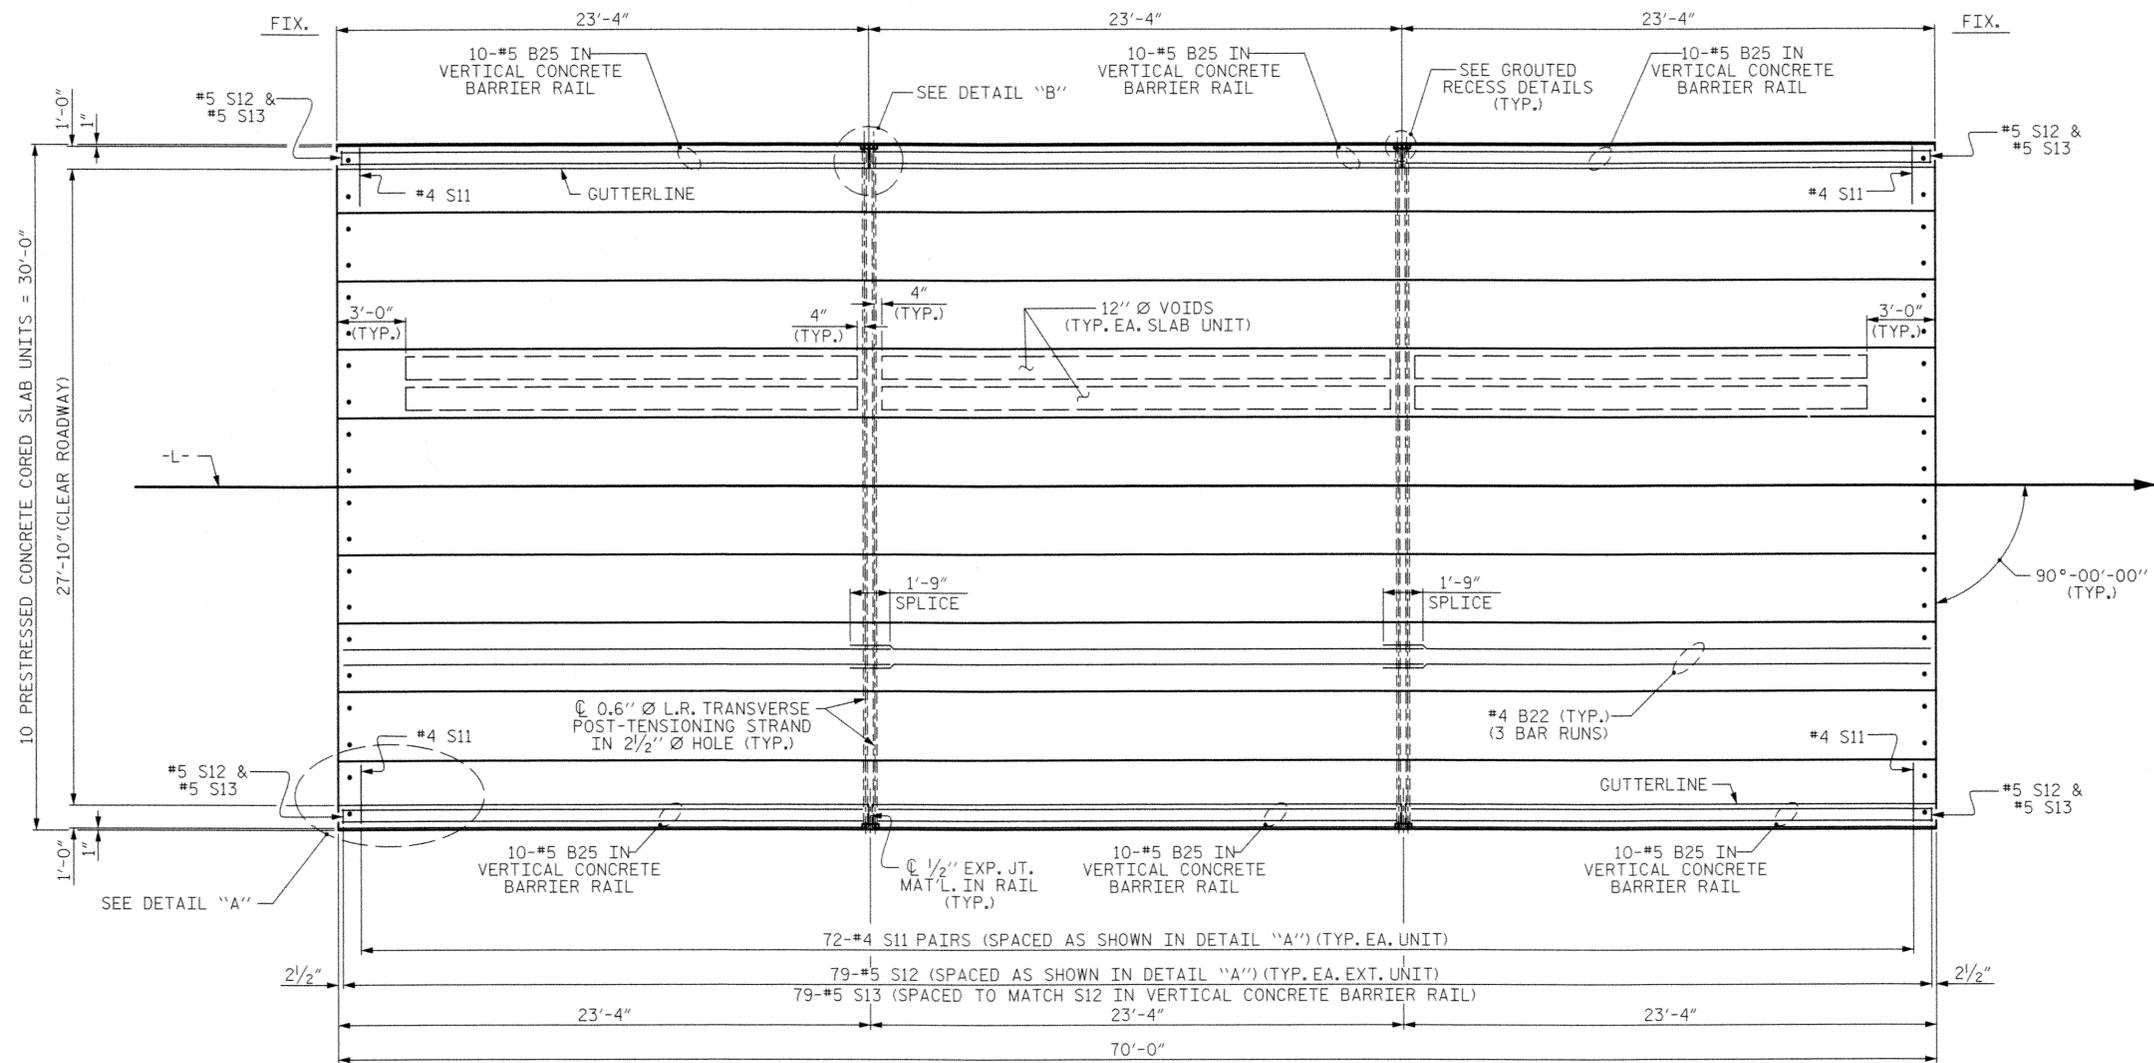 FIX.
23'-4"
23'-4"
23'-4"
FIX.
10-#5 B25 IN
VERTICAL CONCRETE
BARRIER RAIL
10-#5 B25 IN
VERTICAL CONCRETE
BARRIER RAIL
SEE GROUTED
RECESS DETAILS
(TYP.)
10-#5 B25 IN
VERTICAL CONCRETE
BARRIER RAIL
#5 S12 &
#5 S13
1'-0"
1"
SEE DETAIL "B"
#5 S12 &
#5 S13
#4 S11
GUTTERLINE
#4 S11
10 PRESTRESSED CONCRETE CORED SLAB UNITS = 30'-0"
27'-10" (CLEAR ROADWAY)
3'-0"
(TYP.)
4"
(TYP.)
4"
(TYP.)
12" Ø VOIDS
(TYP. EA. SLAB UNIT)
3'-0"
(TYP.)
-L-
90°-00'-00"
(TYP.)
1'-9"
SPLICE
1'-9"
SPLICE
℄ 0.6" Ø L.R. TRANSVERSE
POST-TENSIONING STRAND
IN 2½" Ø HOLE (TYP.)
#4 B22 (TYP.)
(3 BAR RUNS)
#4 S11
#4 S11
#5 S12 &
#5 S13
GUTTERLINE
#5 S12 &
#5 S13
1'-0"
1"
SEE DETAIL "A"
10-#5 B25 IN
VERTICAL CONCRETE
BARRIER RAIL
℄ ½" EXP. JT.
MAT'L. IN RAIL
(TYP.)
10-#5 B25 IN
VERTICAL CONCRETE
BARRIER RAIL
10-#5 B25 IN
VERTICAL CONCRETE
BARRIER RAIL
72-#4 S11 PAIRS (SPACED AS SHOWN IN DETAIL "A") (TYP. EA. UNIT)
2½"
79-#5 S12 (SPACED AS SHOWN IN DETAIL "A") (TYP. EA. EXT. UNIT)
2½"
79-#5 S13 (SPACED TO MATCH S12 IN VERTICAL CONCRETE BARRIER RAIL)
23'-4"
23'-4"
23'-4"
70'-0"